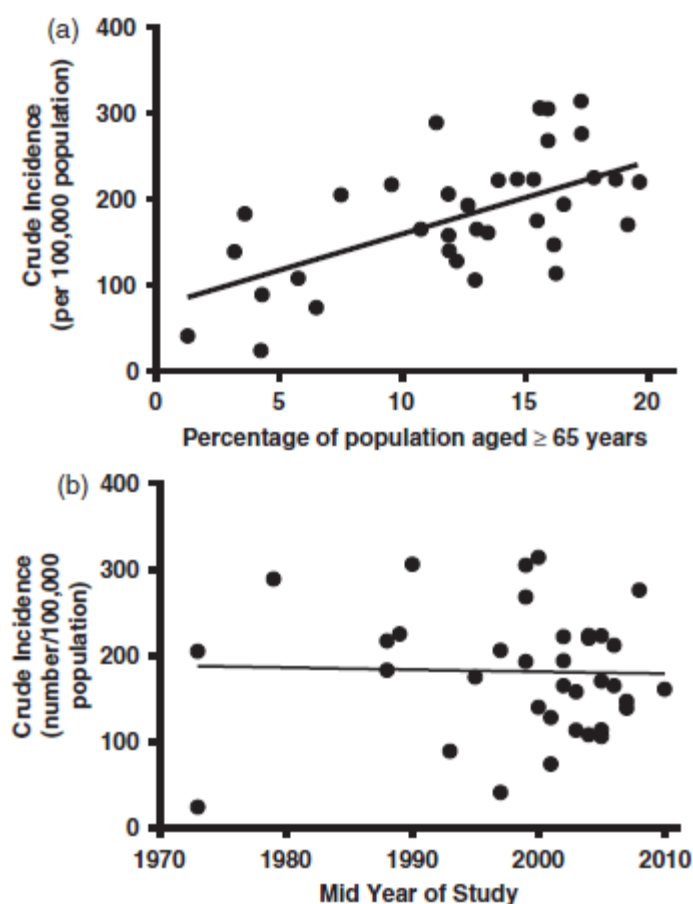 (a)
400
300
200
100
0
Crude Incidence
(per 100,000 population)
0 5 10 15 20
Percentage of population aged ≥ 65 years
(b)
400
300
200
100
0
Crude Incidence
(number/100,000
population)
1970 1980 1990 2000 2010
Mid Year of Study